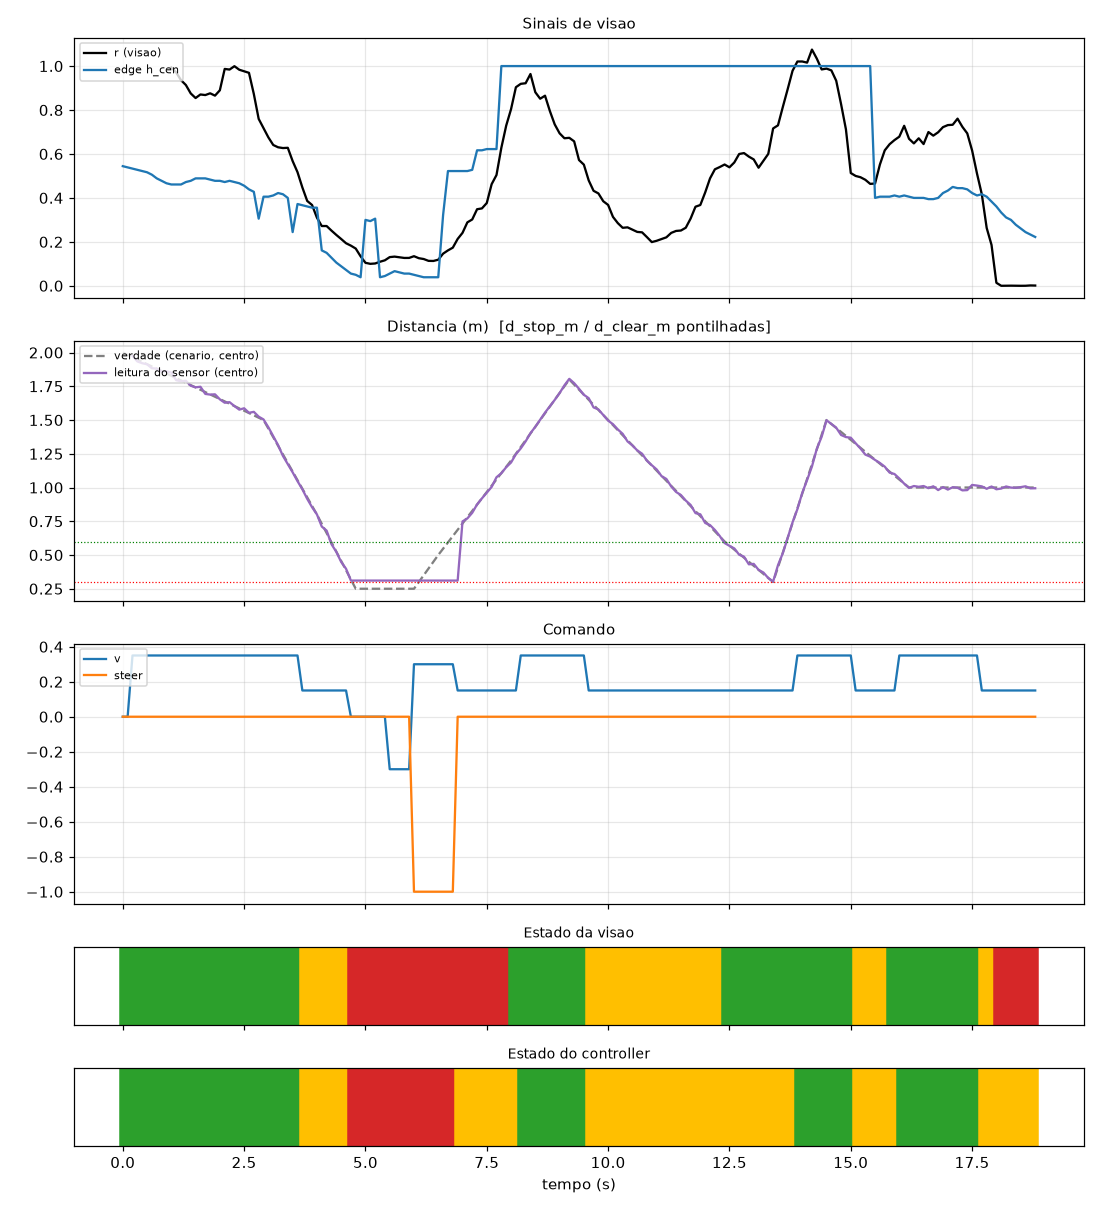 Sinais de visao
r (visao)
edge h_cen
1.0
0.8
0.6
0.4
0.2
0.0
Distancia (m) [d_stop_m / d_clear_m pontilhadas]
verdade (cenario, centro)
leitura do sensor (centro)
2.00
1.75
1.50
1.25
1.00
0.75
0.50
0.25
Comando
v
steer
0.4
0.2
0.0
−0.2
−0.4
−0.6
−0.8
−1.0
Estado da visao
Estado do controller
0.0 2.5 5.0 7.5 10.0 12.5 15.0 17.5
tempo (s)